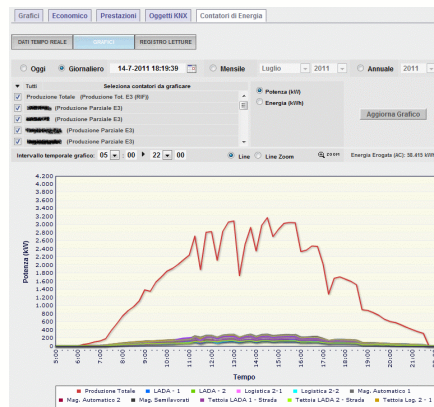 Grafici Economico Prestazioni Oggetti KNX Contatori di Energia
DATI TEMPO REALE GRAFICI REGISTRO LETTURE
Oggi Giornaliero 14-7-2011 18:19:39 Mensile Luglio 2011 Annuale 2011
Tutti Seleziona contatori da graficare
Produzione Totale (Produzione Tot. E3 (RIF)) Potenza (kW)
(Produzione Parziale E3) Energia (kWh)
(Produzione Parziale E3) Aggiorna Grafico
(Produzione Parziale E3)
(Produzione Parziale E3)
Intervallo temporale grafico: 05 : 00 22 : 00 Line Line Zoom zoom Energia Erogata (AC):
4.200
4.000
3.800
3.600
3.400
3.200
3.000
2.800
2.600
2.400
2.200
2.000
1.800
1.600
1.400
1.200
1.000
800
600
400
200
0
Potenza (kW)
5:00 6:00 7:00 8:00 9:00 10:00 11:00 12:00 13:00 14:00 15:00 16:00 17:00 18:00 19:00 20:00 21:00
Tempo
Produzione Totale LADA - 1 LADA - 2 Logistica 2-1 Logistica 2-2 Mag. Automatico 1
Mag. Automatico 2 Mag. Semilavorati Tettoia LADA 1 - Strada Tettoia LADA 2 - Strada Tettoia Log. 2 - 1